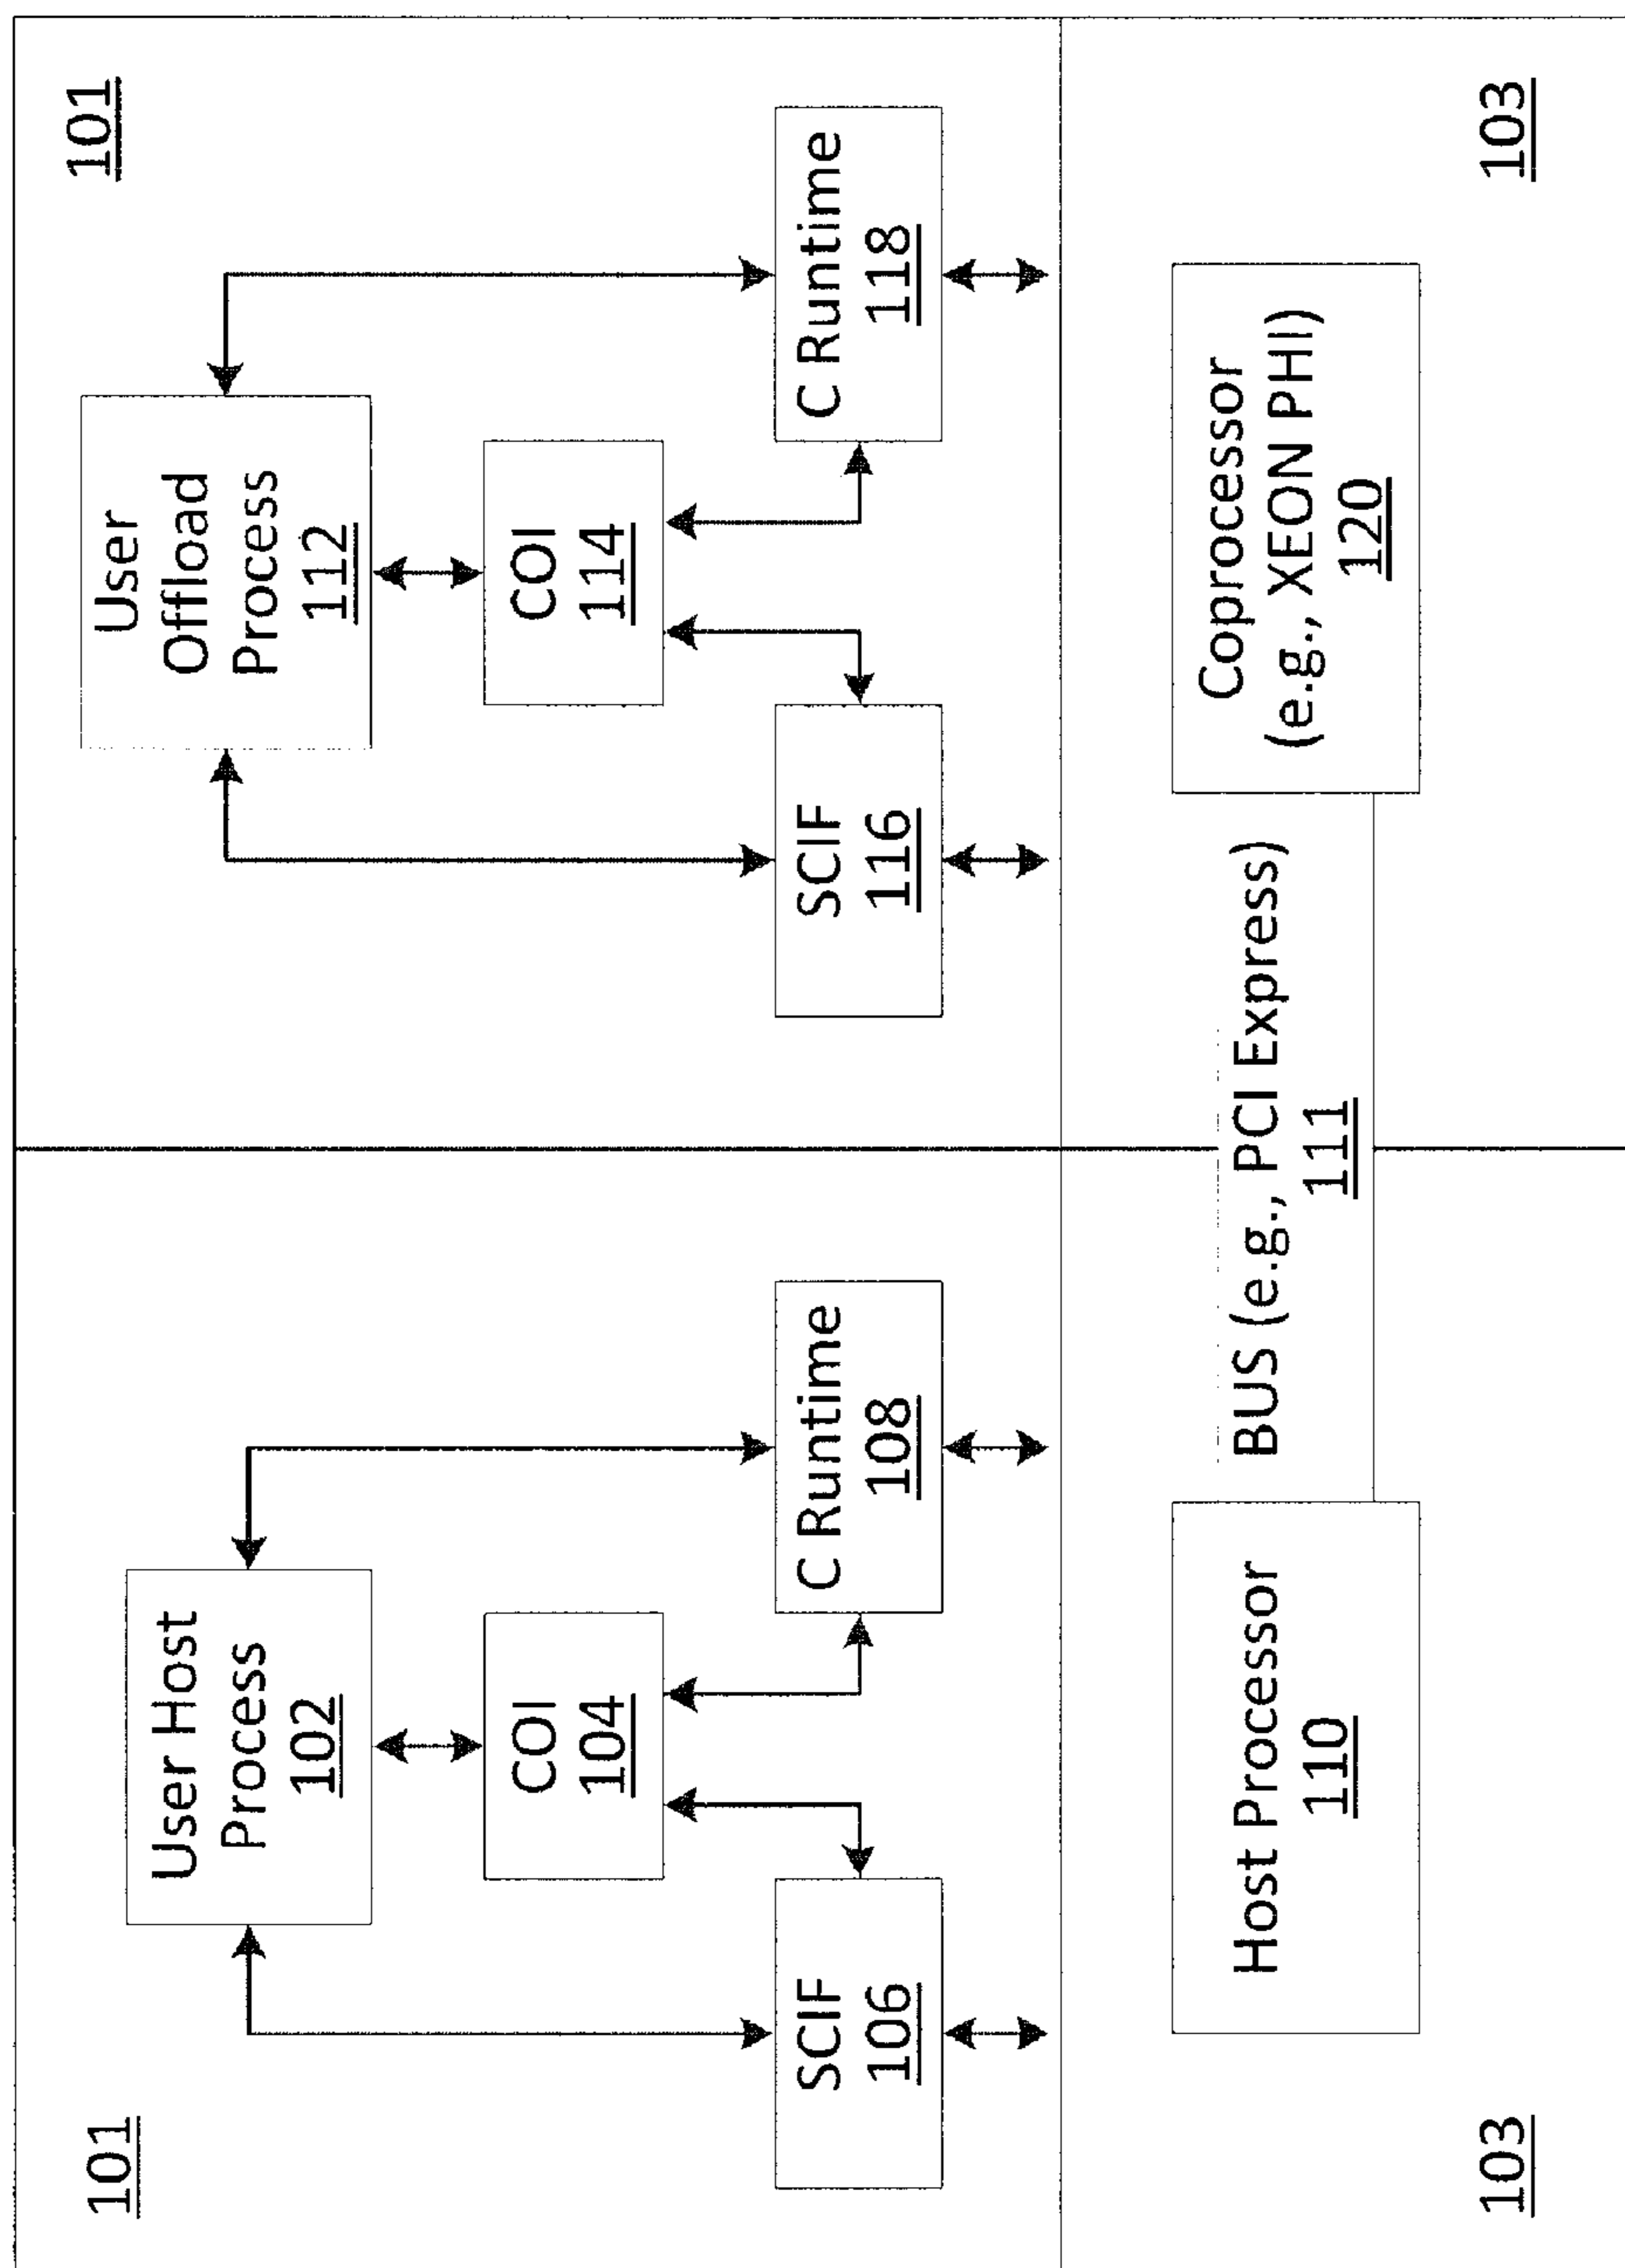 101
User Host
Process
102
COI
104
SCIF
106
C Runtime
108
101
User
Offload
Process
112
COI
114
SCIF
116
C Runtime
118
103
Host Processor
110
BUS (e.g., PCI Express)
111
Coprocessor
(e.g., XEON PHI)
120
103